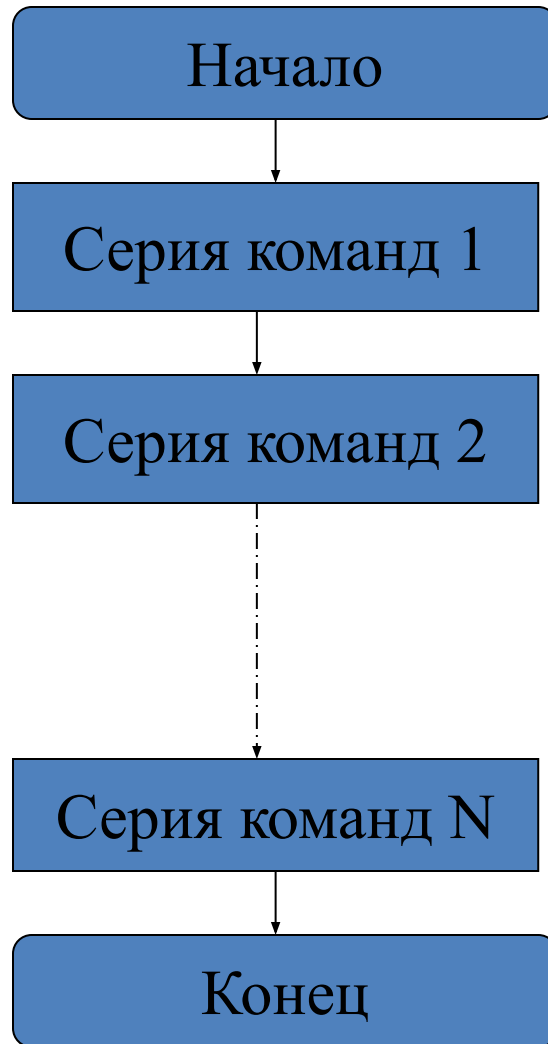 Начало
Серия команд 1
Серия команд 2
Серия команд N
Конец